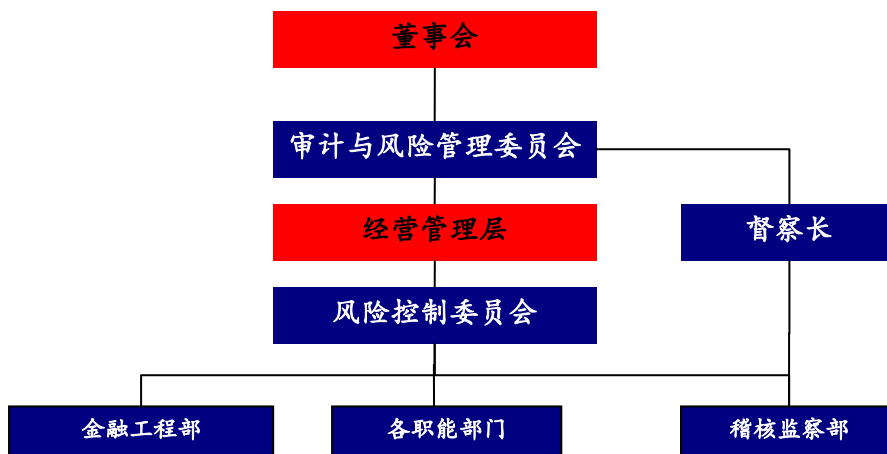 董事会
审计与风险管理委员会
经营管理层
督察长
风险控制委员会
金融工程部
各职能部门
稽核监察部